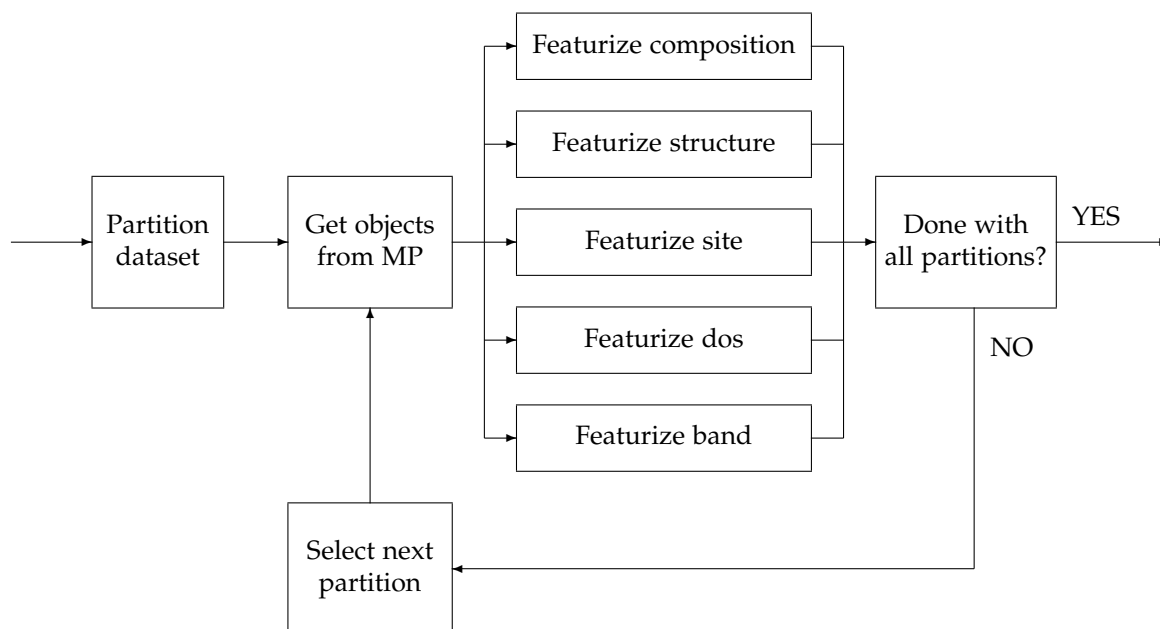 Featurize composition
Featurize structure
Partition
dataset
Get objects
from MP
Featurize site
Done with
all partitions?
YES
Featurize dos
NO
Featurize band
Select next
partition